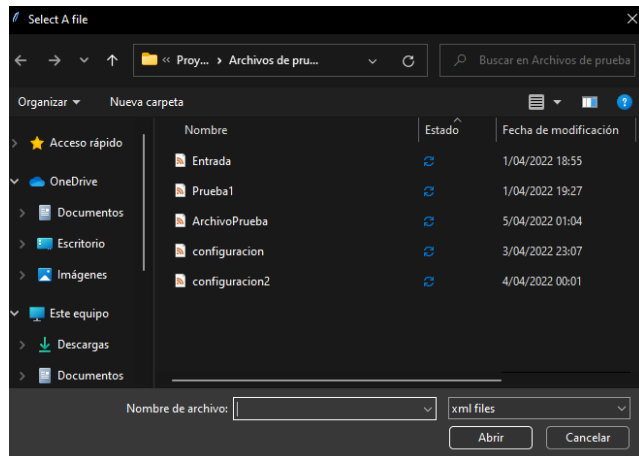 Select A file
« Proy... › Archivos de pru...
Buscar en Archivos de prueba
Organizar
Nueva carpeta
Nombre
Estado
Fecha de modificación
Acceso rápido
OneDrive
Documentos
Escritorio
Imágenes
Este equipo
Descargas
Documentos
Entrada 1/04/2022 18:55
Prueba1 1/04/2022 19:27
ArchivoPrueba 5/04/2022 01:04
configuracion 3/04/2022 23:07
configuracion2 4/04/2022 00:01
Nombre de archivo:
xml files
Abrir
Cancelar